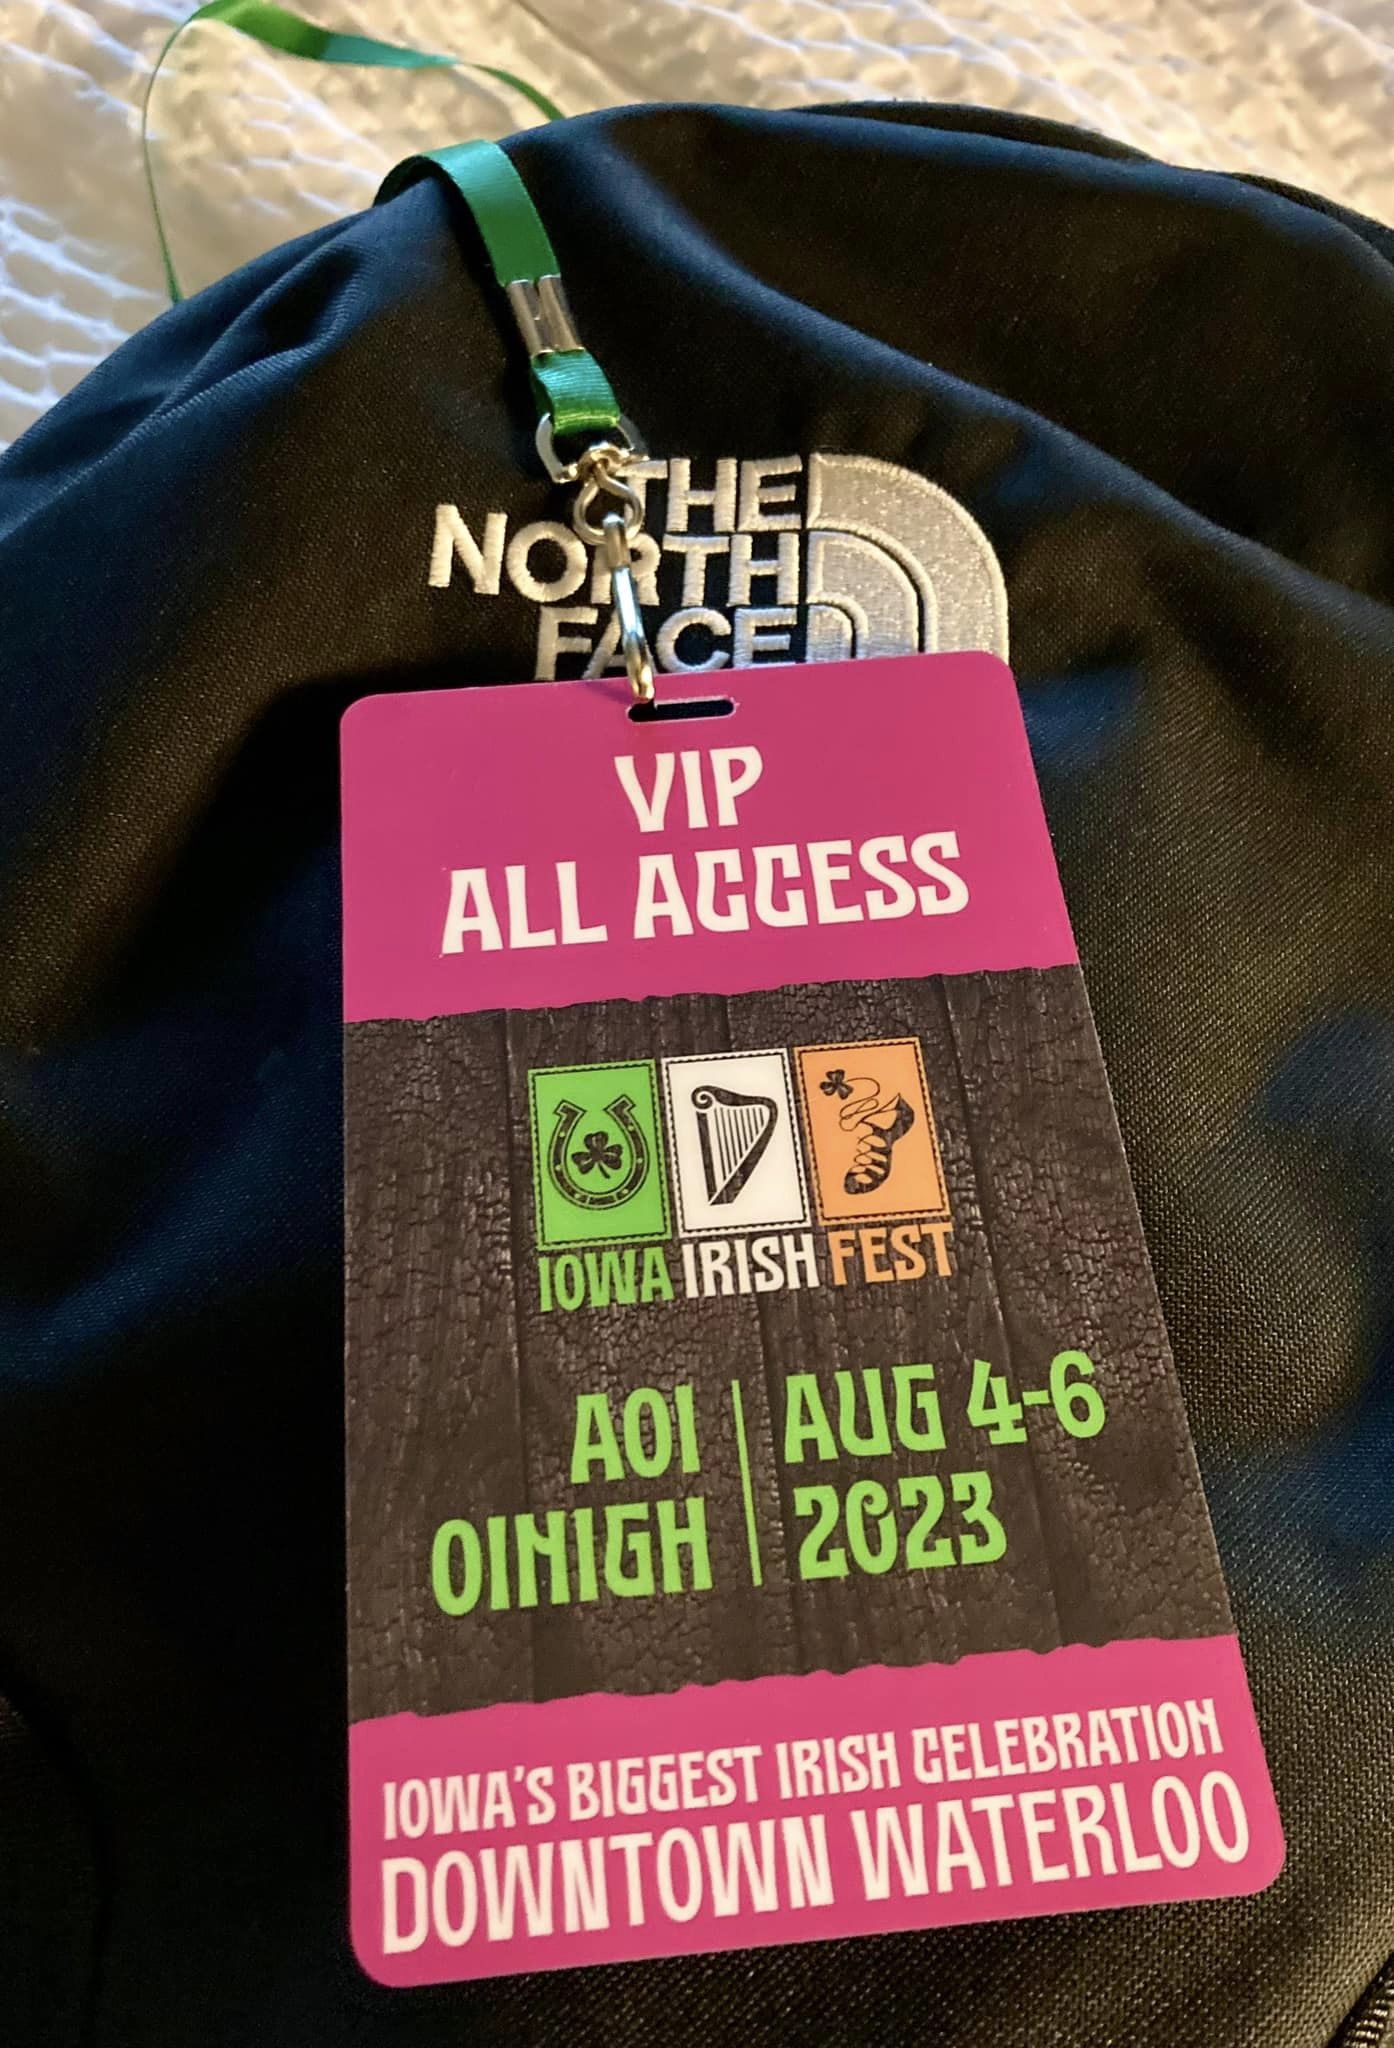 THE
NORTH
FACE
VIP
ALL ACCESS
IOWA IRISH FEST
AOI
OINIGH
AUG 4-6
2023
IOWA'S BIGGEST IRISH CELEBRATION
DOWNTOWN WATERLOO